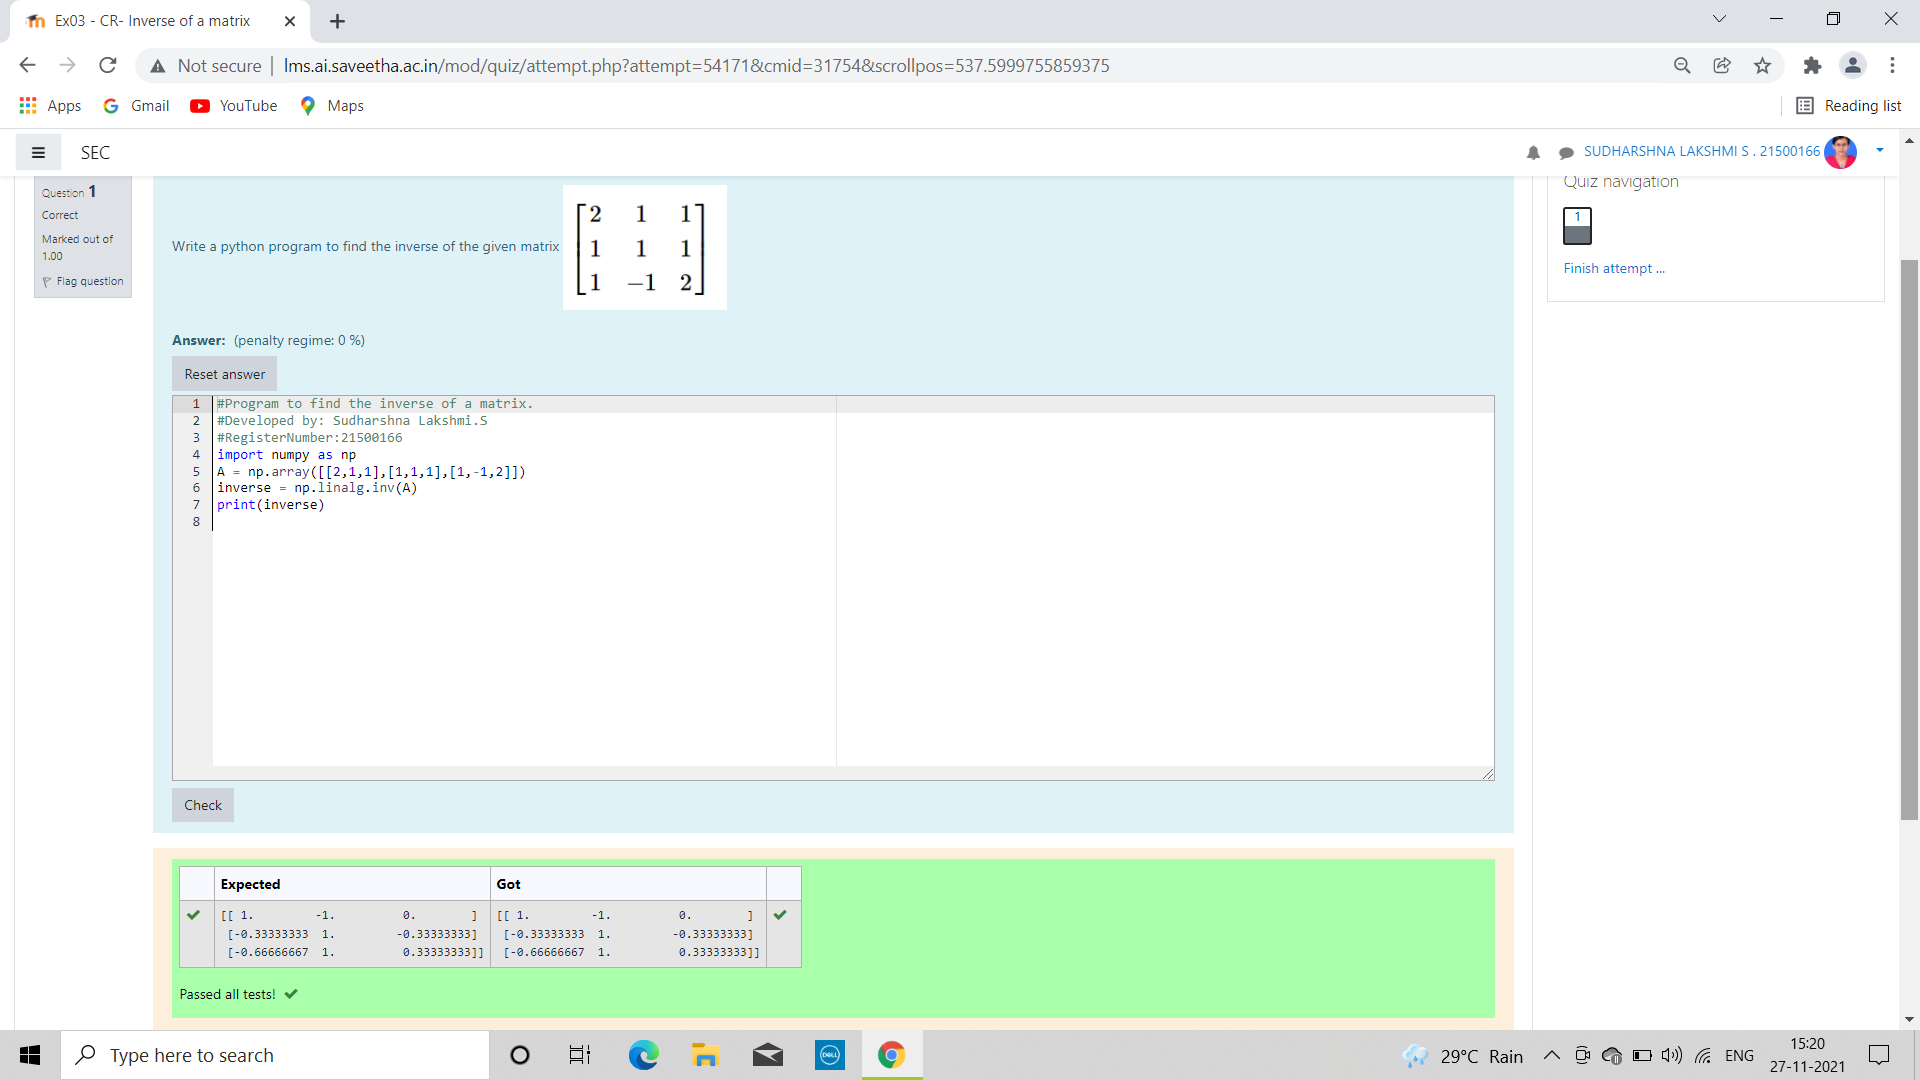 Ex03 - CR- Inverse of a matrix
Not secure | lms.ai.saveetha.ac.in/mod/quiz/attempt.php?attempt=54171&cmid=31754&scrollpos=537.5999755859375
Apps Gmail YouTube Maps Reading list
SEC SUDHARSHNA LAKSHMI S . 21500166
Question 1
Correct
Marked out of
1.00
Flag question
Write a python program to find the inverse of the given matrix
2 1 1
1 1 1
1 −1 2
Answer: (penalty regime: 0 %)
Reset answer
1 #Program to find the inverse of a matrix.
2 #Developed by: Sudharshna Lakshmi.S
3 #RegisterNumber:21500166
4 import numpy as np
5 A = np.array([[2,1,1],[1,1,1],[1,-1,2]])
6 inverse = np.linalg.inv(A)
7 print(inverse)
8
Check
Expected Got
[[ 1. -1. 0. ] [[ 1. -1. 0. ]
[-0.33333333 1. -0.33333333] [-0.33333333 1. -0.33333333]
[-0.66666667 1. 0.33333333]] [-0.66666667 1. 0.33333333]]
Passed all tests!
Quiz navigation
1
Finish attempt ...
Type here to search
DELL
29°C Rain
ENG
15:20
27-11-2021